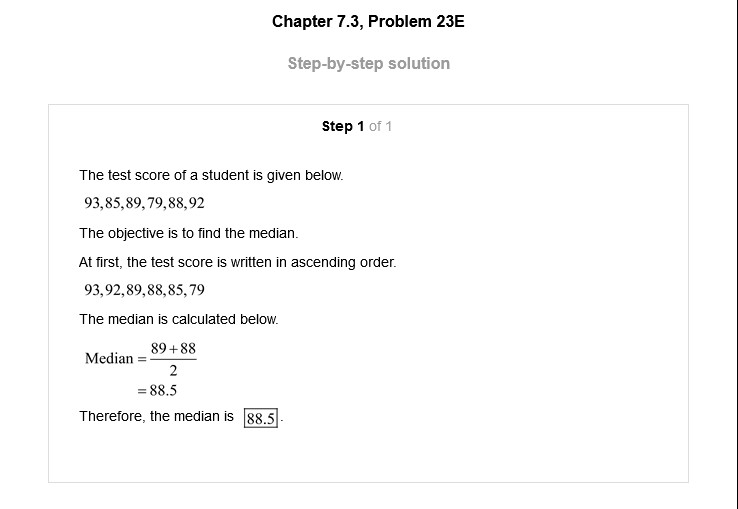 Chapter 7.3, Problem 23E
Step-by-step solution
Step 1 of 1
The test score of a student is given below.
93,85,89,79,88,92
The objective is to find the median.
At first, the test score is written in ascending order.
93,92,89,88,85,79
The median is calculated below.
Median = (89+88)/2
= 88.5
Therefore, the median is 88.5.